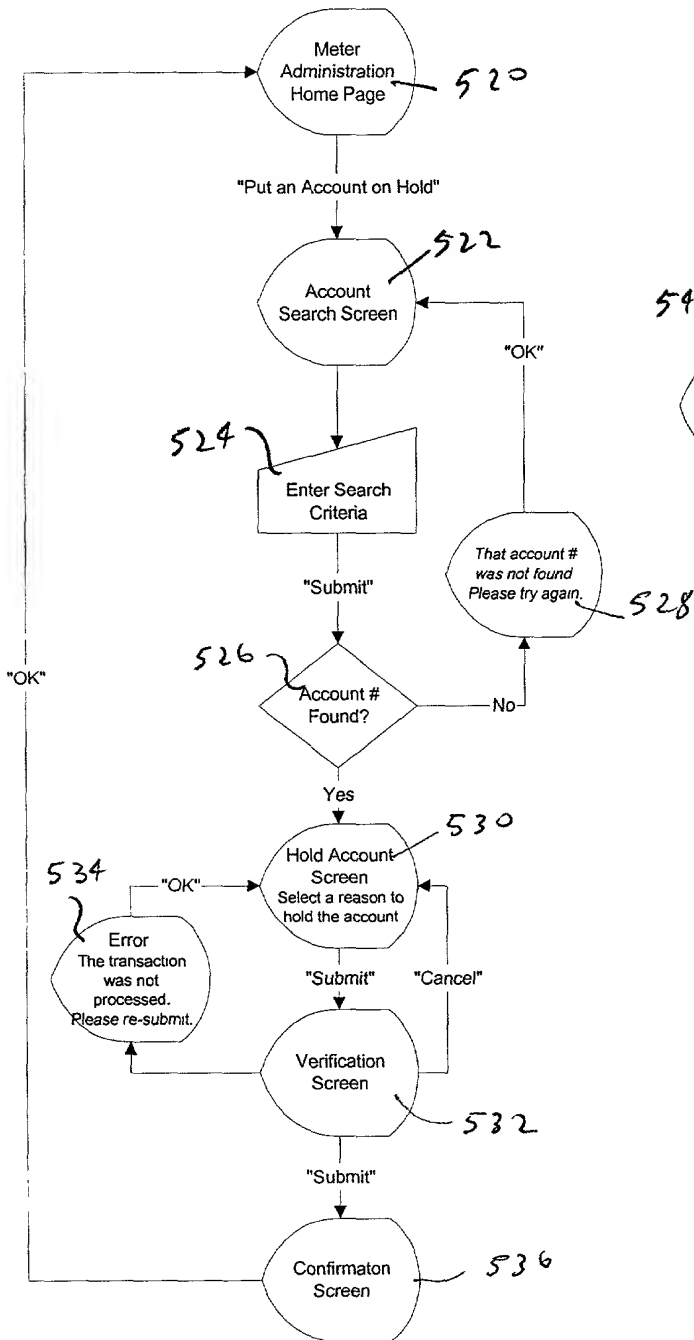 Meter
Administration
Home Page
520
"Put an Account on Hold"
522
Account
Search Screen
54
"OK"
524
Enter Search
Criteria
That account #
was not found
Please try again.
528
"Submit"
526
Account #
Found?
No
"OK"
Yes
530
Hold Account
Screen
Select a reason to
hold the account
534
"OK"
Error
The transaction
was not
processed.
Please re-submit.
"Submit"
"Cancel"
Verification
Screen
532
"Submit"
Confirmaton
Screen
536